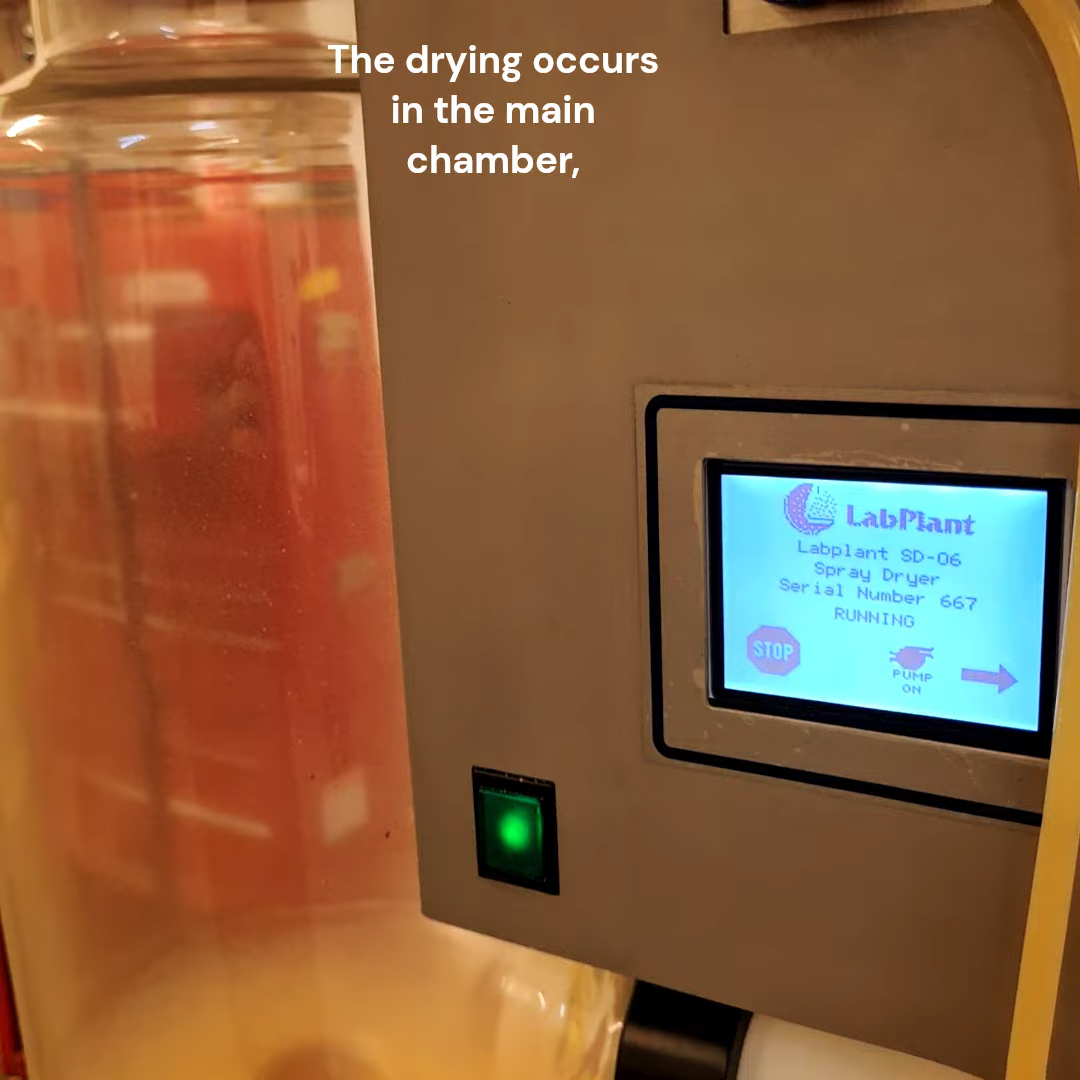 The drying occurs
in the main
chamber,
LabPlant
Labplant SD-06
Spray Dryer
Serial Number 667
RUNNING
STOP
PUMP
ON